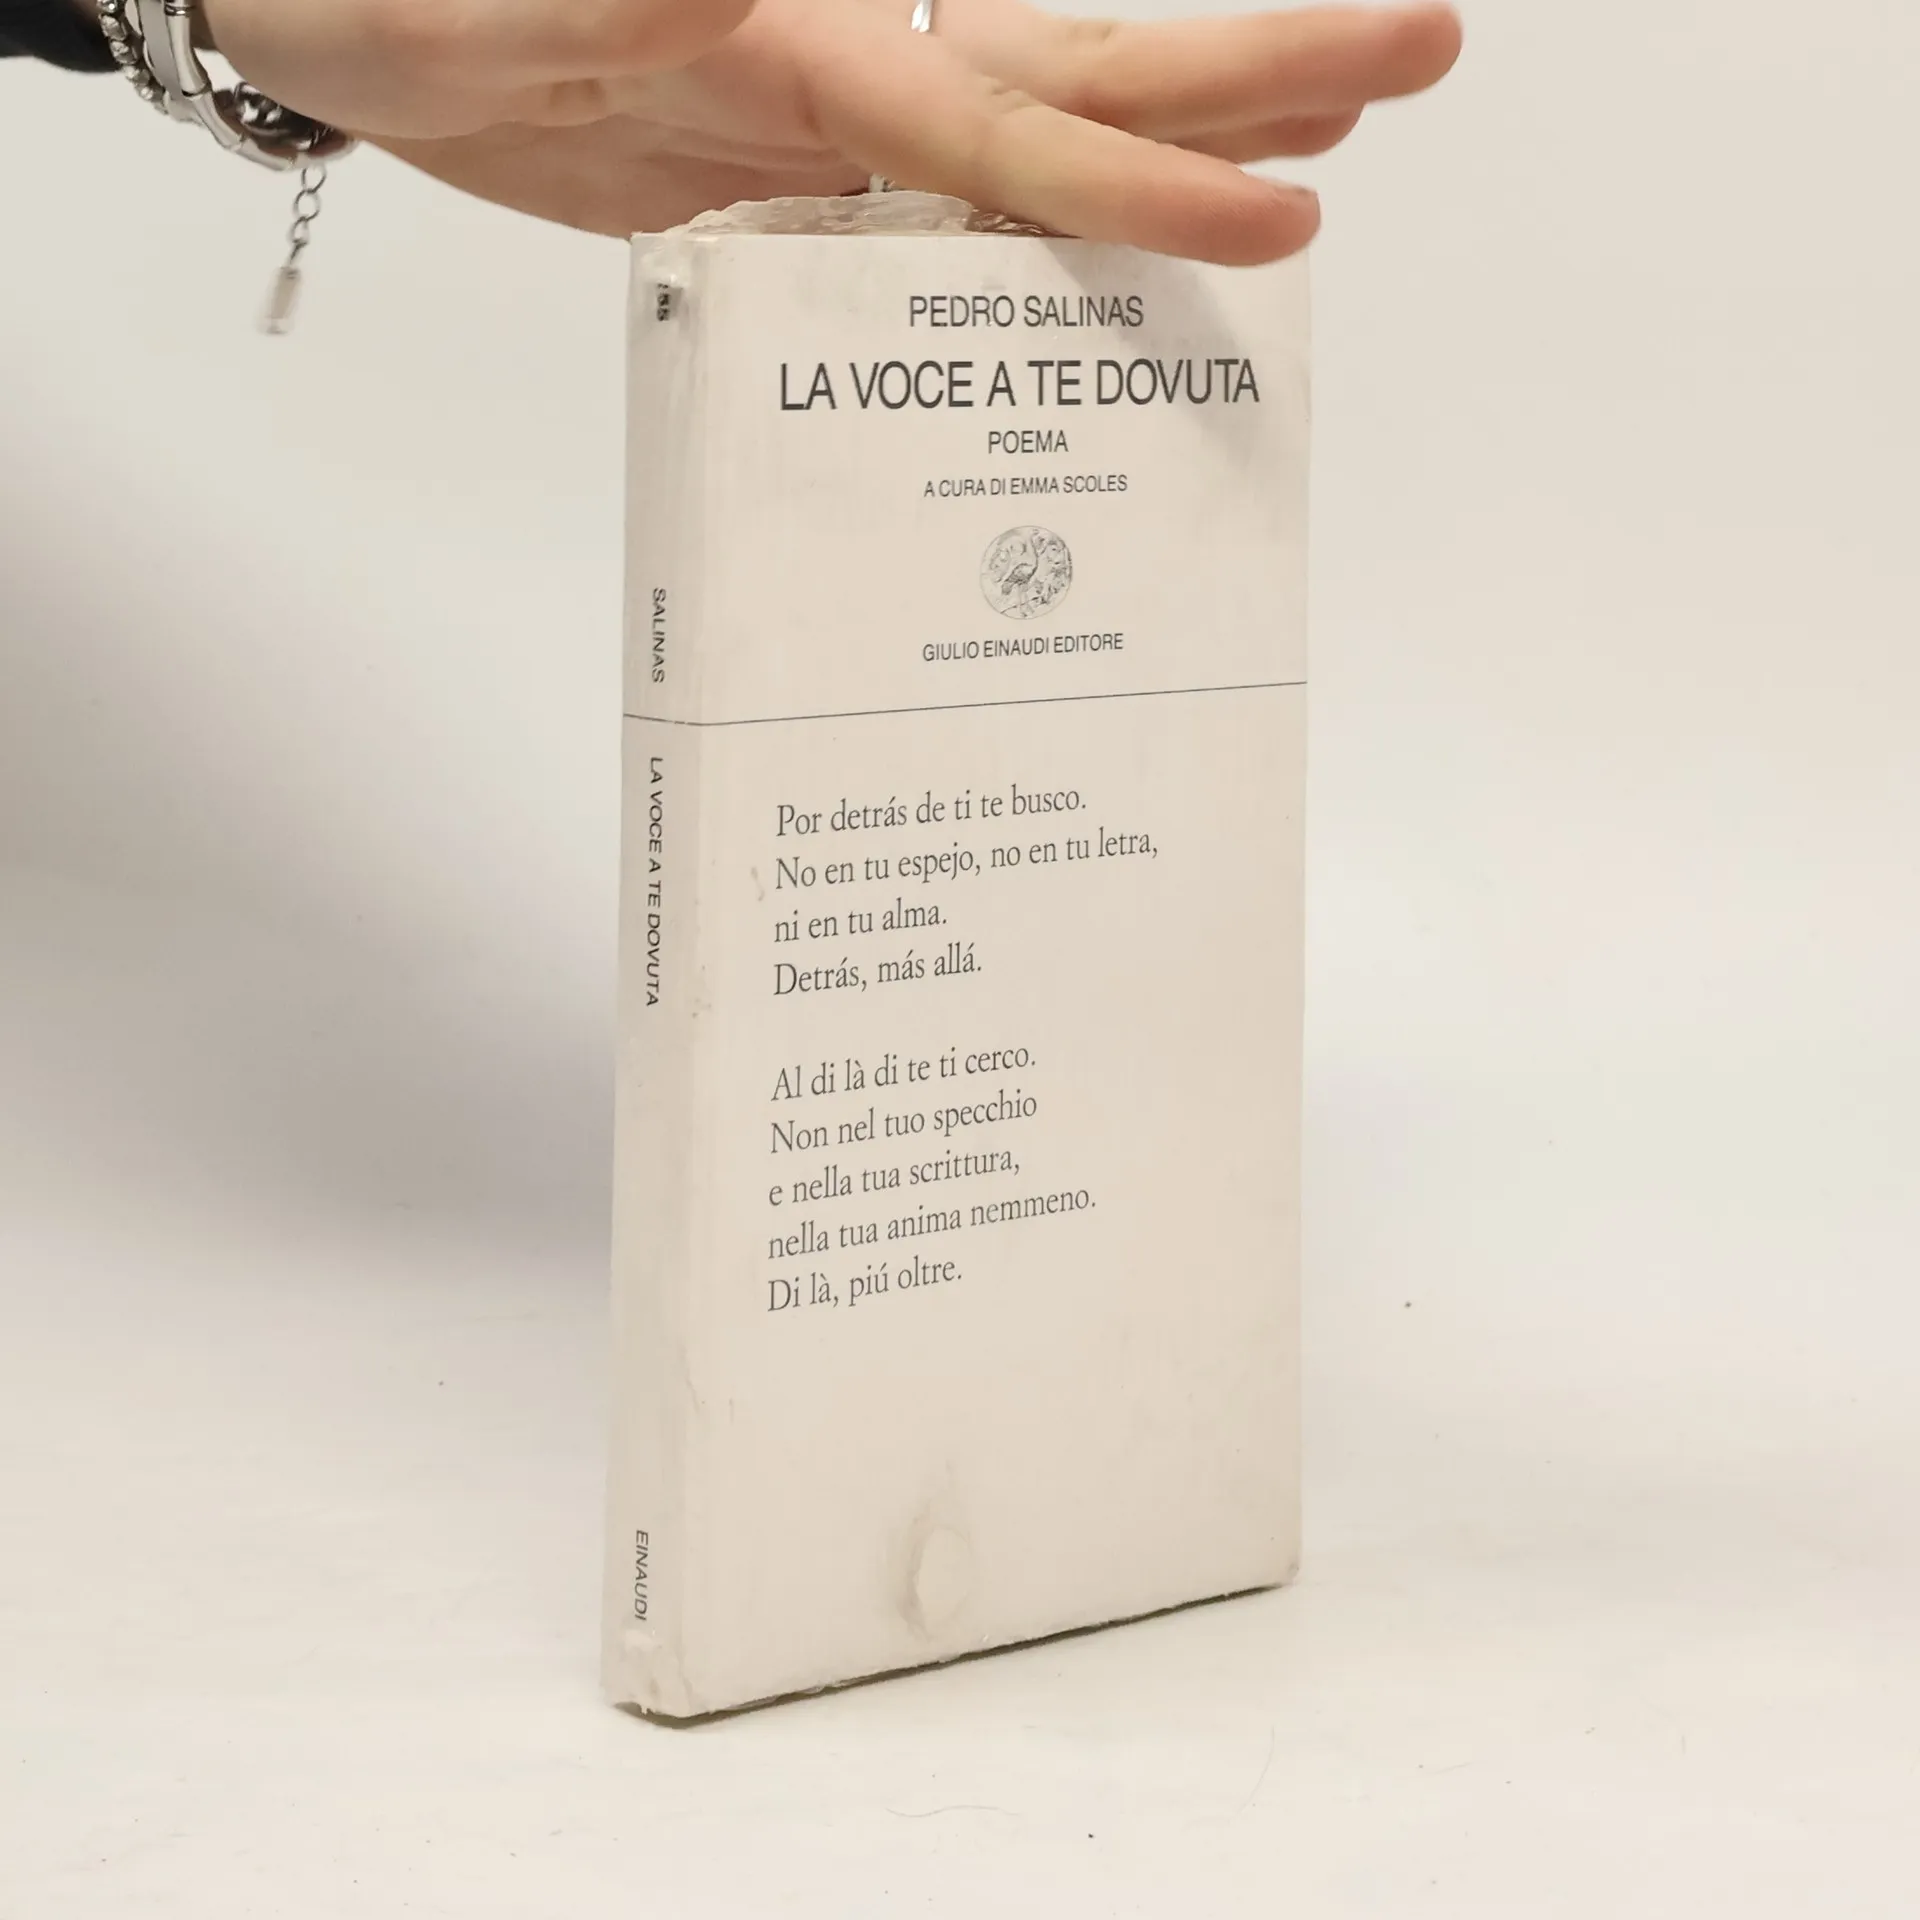 PEDRO SALINAS
LA VOCE A TE DOVUTA
POEMA
A CURA DI EMMA SCOLES
GIULIO EINAUDI EDITORE
Por detrás de ti te busco.
No en tu espejo, no en tu letra,
ni en tu alma.
Detrás, más allá.
Al di là di te ti cerco.
Non nel tuo specchio
e nella tua scrittura,
nella tua anima nemmeno.
Di là, piú oltre.
SALINAS
LA VOCE A TE DOVUTA
EINAUDI